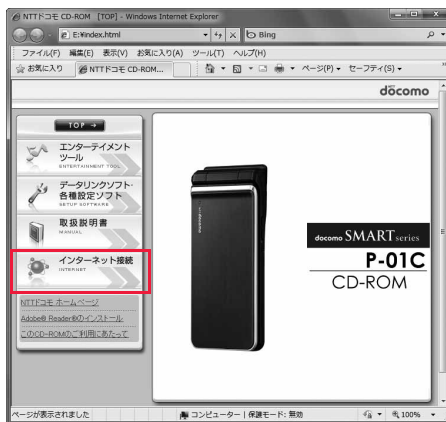 NTTドコモ CD-ROM [TOP] - Windows Internet Explorer
E:¥index.html
Bing
ファイル(F) 編集(E) 表示(V) お気に入り(A) ツール(T) ヘルプ(H)
お気に入り
NTTドコモ CD-ROM...
ページ(P)
セーフティ(S)
döcomo
TOP →
エンターテイメント
ツール
ENTERTAINMENT TOOL
データリンクソフト・
各種設定ソフト
SETUP SOFTWARE
取扱説明書
MANUAL
インターネット接続
INTERNET
NTTドコモ ホームページ
Adobe® Reader®のインストール
このCD-ROMのご利用にあたって
docomo SMART series
P-01C
CD-ROM
ページが表示されました
コンピューター | 保護モード: 無効
100%